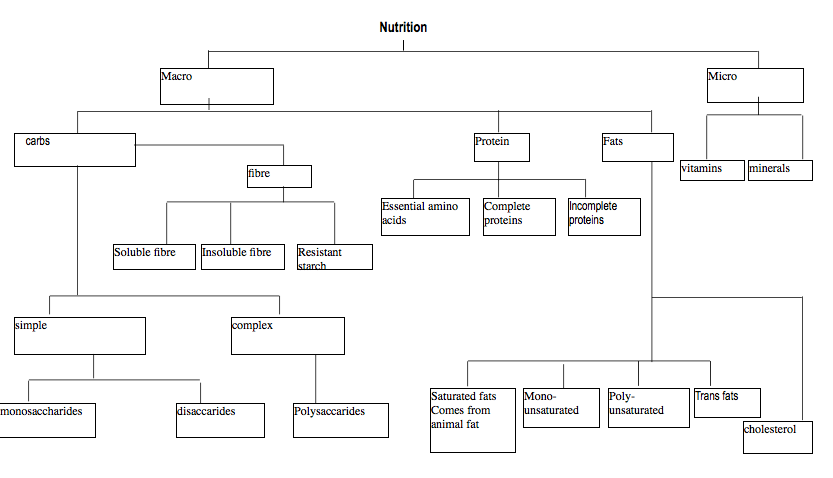 Nutrition
Macro
Micro
carbs
Protein
Fats
fibre
vitamins
minerals
Essential amino
acids
Complete
proteins
Incomplete
proteins
Soluble fibre
Insoluble fibre
Resistant
starch
simple
complex
monosaccharides
disaccarides
Polysaccarides
Saturated fats
Comes from
animal fat
Mono-
unsaturated
Poly-
unsaturated
Trans fats
cholesterol